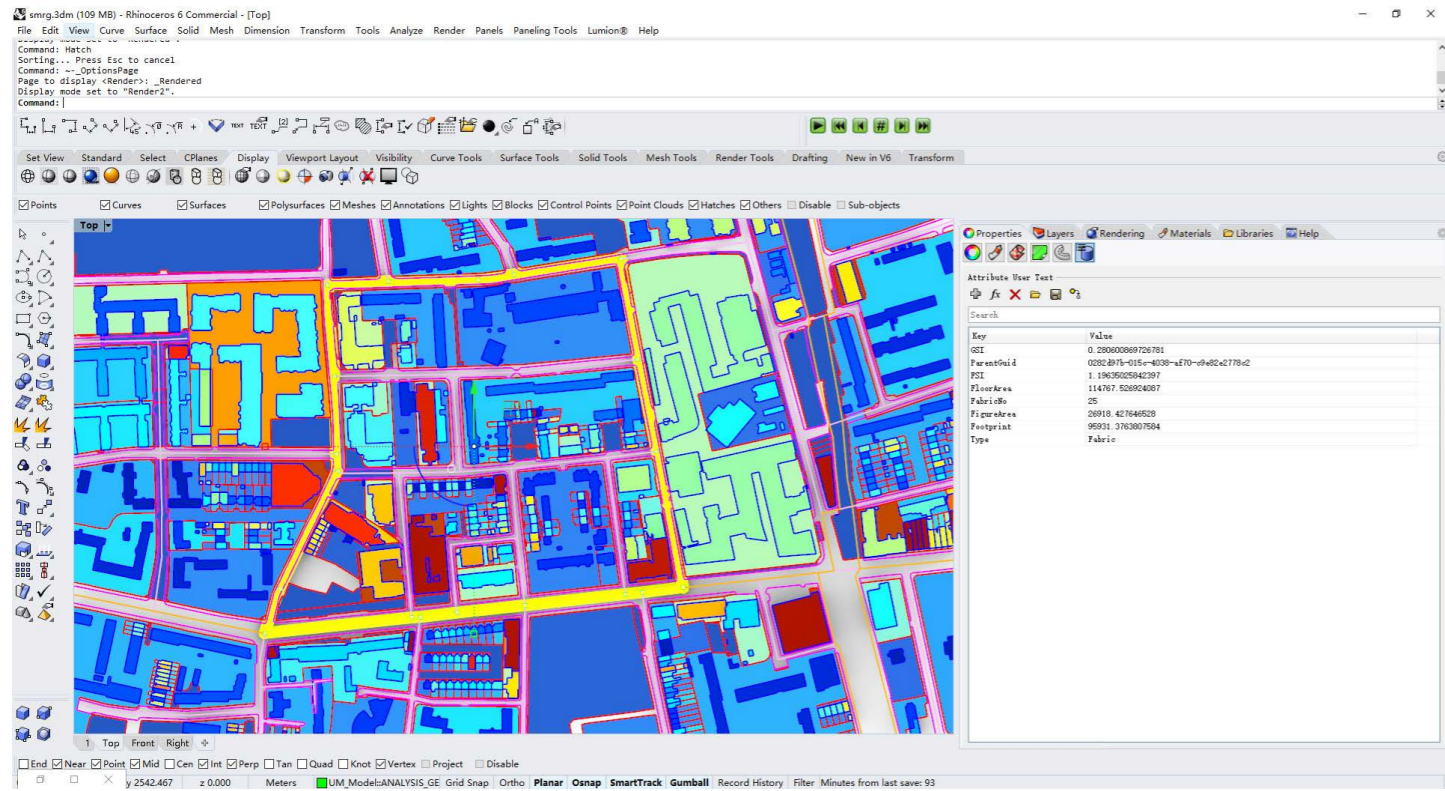 smrg.3dm (109 MB) - Rhinoceros 6 Commercial - [Top]
File Edit View Curve Surface Solid Mesh Dimension Transform Tools Analyze Render Panels Paneling Tools Lumion® Help
Command: Hatch
Sorting... Press Esc to cancel
Command: ~-_OptionsPage
Page to display <Render>: _Rendered
Display mode set to "Render2".
Command:
Set View Standard Select CPlanes Display Viewport Layout Visibility Curve Tools Surface Tools Solid Tools Mesh Tools Render Tools Drafting New in V6 Transform
Points Curves Surfaces Polysurfaces Meshes Annotations Lights Blocks Control Points Point Clouds Hatches Others Disable Sub-objects
Top
Properties Layers Rendering Materials Libraries Help
Attribute User Text
Search
Key Value
GSI 0.280600869726781
ParentGuid 0282d97b-015c-4038-af70-c9e82e2778c2
FSI 1.19635025842397
FloorArea 114767.526924087
FabricNo 25
FigureArea 26918.427646528
Footprint 95931.3763807584
Type Fabric
1 Top Front Right
End Near Point Mid Cen Int Perp Tan Quad Knot Vertex Project Disable
y 2542.467 z 0.000 Meters UM_Model::ANALYSIS_GE Grid Snap Ortho Planar Osnap SmartTrack Gumball Record History Filter Minutes from last save: 93